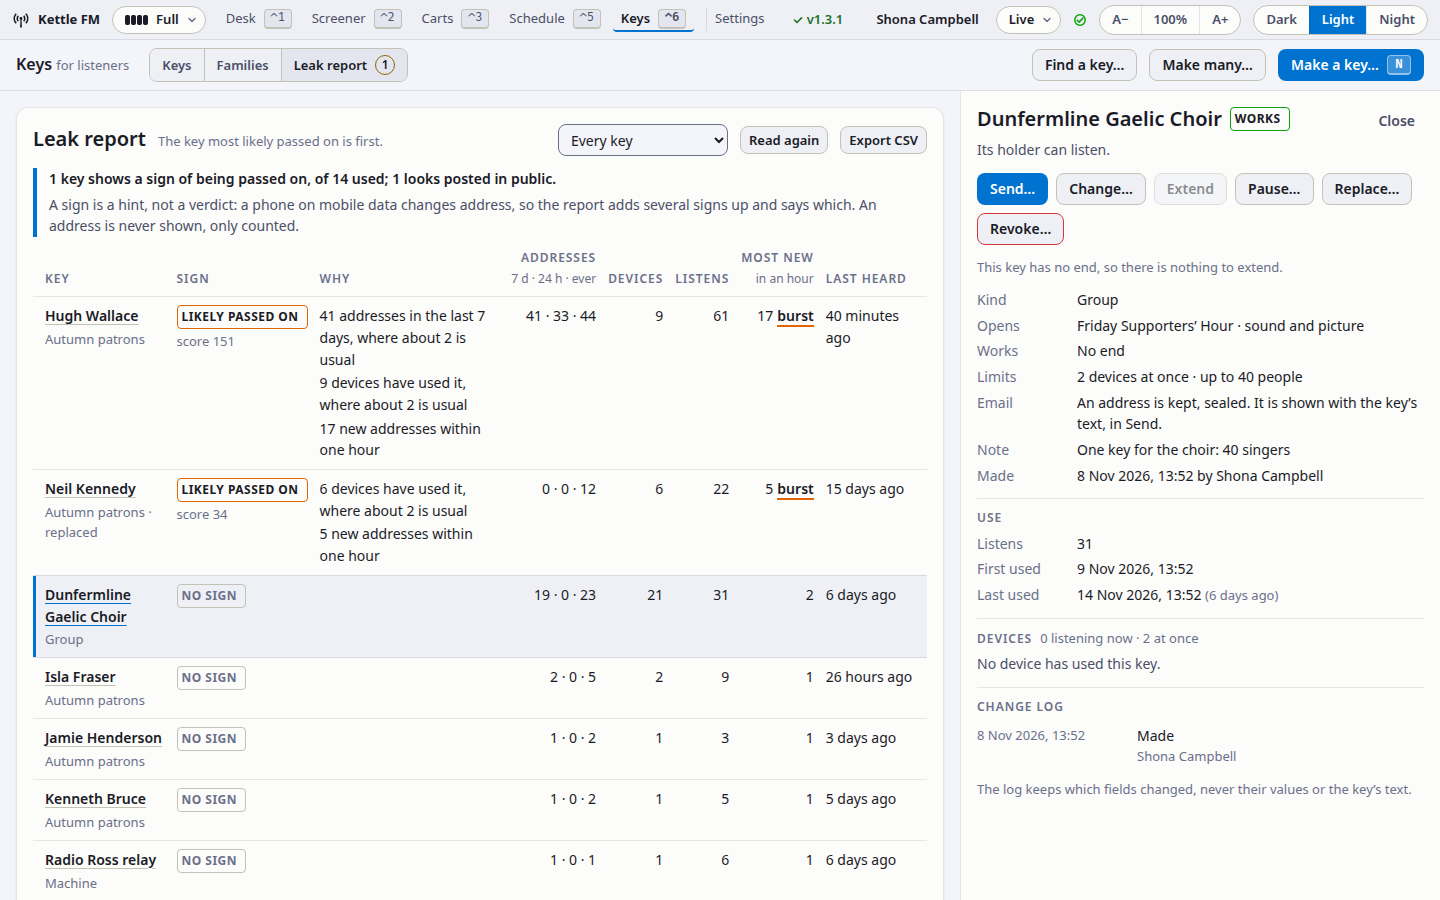 Kettle FM Full Desk ^1 Screener ^2 Carts ^3 Schedule ^5 Keys ^6 Settings v1.3.1 Shona Campbell Live A− 100% A+ Dark Light Night
Keys for listeners Keys Families Leak report 1 Find a key... Make many... Make a key... N
Leak report The key most likely passed on is first. Every key Read again Export CSV
1 key shows a sign of being passed on, of 14 used; 1 looks posted in public.
A sign is a hint, not a verdict: a phone on mobile data changes address, so the report adds several signs up and says which. An
address is never shown, only counted.
ADDRESSES MOST NEW
KEY SIGN WHY 7 d · 24 h · ever DEVICES LISTENS in an hour LAST HEARD
Hugh Wallace LIKELY PASSED ON 41 addresses in the last 7 41 · 33 · 44 9 61 17 burst 40 minutes
Autumn patrons score 151 days, where about 2 is ago
usual
9 devices have used it,
where about 2 is usual
17 new addresses within
one hour
Neil Kennedy LIKELY PASSED ON 6 devices have used it, 0 · 0 · 12 6 22 5 burst 15 days ago
Autumn patrons · score 34 where about 2 is usual
replaced 5 new addresses within
one hour
Dunfermline NO SIGN 19 · 0 · 23 21 31 2 6 days ago
Gaelic Choir
Group
Isla Fraser NO SIGN 2 · 0 · 5 2 9 1 26 hours ago
Autumn patrons
Jamie Henderson NO SIGN 1 · 0 · 2 1 3 1 3 days ago
Autumn patrons
Kenneth Bruce NO SIGN 1 · 0 · 2 1 5 1 5 days ago
Autumn patrons
Radio Ross relay NO SIGN 1 · 0 · 1 1 6 1 6 days ago
Machine
Dunfermline Gaelic Choir WORKS Close
Its holder can listen.
Send... Change... Extend Pause... Replace...
Revoke...
This key has no end, so there is nothing to extend.
Kind Group
Opens Friday Supporters’ Hour · sound and picture
Works No end
Limits 2 devices at once · up to 40 people
Email An address is kept, sealed. It is shown with the key’s
text, in Send.
Note One key for the choir: 40 singers
Made 8 Nov 2026, 13:52 by Shona Campbell
USE
Listens 31
First used 9 Nov 2026, 13:52
Last used 14 Nov 2026, 13:52 (6 days ago)
DEVICES 0 listening now · 2 at once
No device has used this key.
CHANGE LOG
8 Nov 2026, 13:52 Made
Shona Campbell
The log keeps which fields changed, never their values or the key’s text.